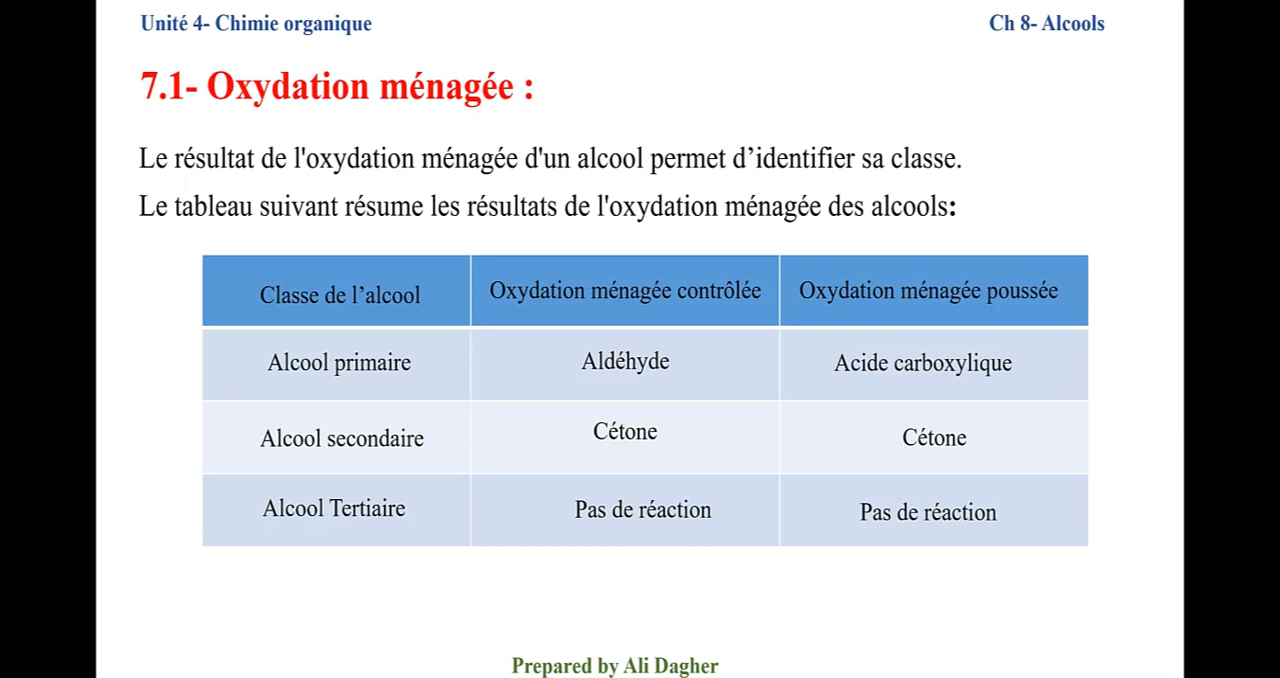 Unité 4- Chimie organique Ch 8- Alcools
7.1- Oxydation ménagée :
Le résultat de l'oxydation ménagée d'un alcool permet d’identifier sa classe.
Le tableau suivant résume les résultats de l'oxydation ménagée des alcools:
Classe de l’alcool Oxydation ménagée contrôlée Oxydation ménagée poussée
Alcool primaire Aldéhyde Acide carboxylique
Alcool secondaire Cétone Cétone
Alcool Tertiaire Pas de réaction Pas de réaction
Prepared by Ali Dagher